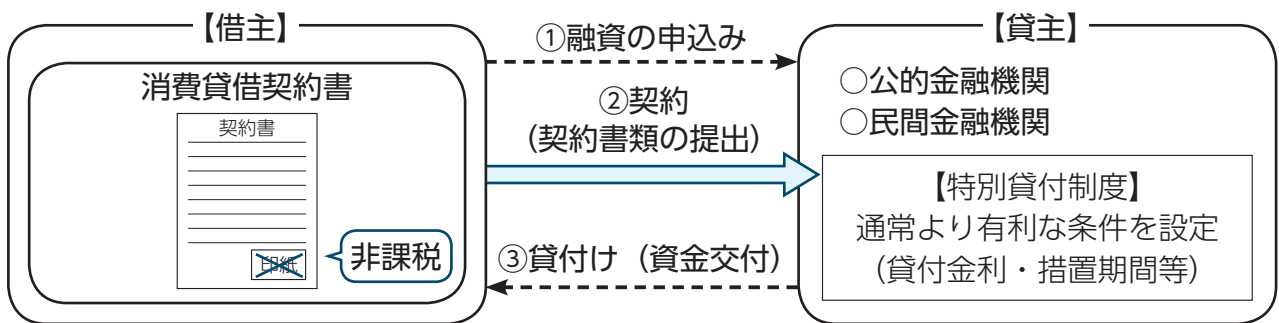 【借主】
消費貸借契約書
契約書
印紙
非課税
①融資の申込み
②契約
（契約書類の提出）
③貸付け（資金交付）
【貸主】
○公的金融機関
○民間金融機関
【特別貸付制度】
通常より有利な条件を設定
（貸付金利・措置期間等）